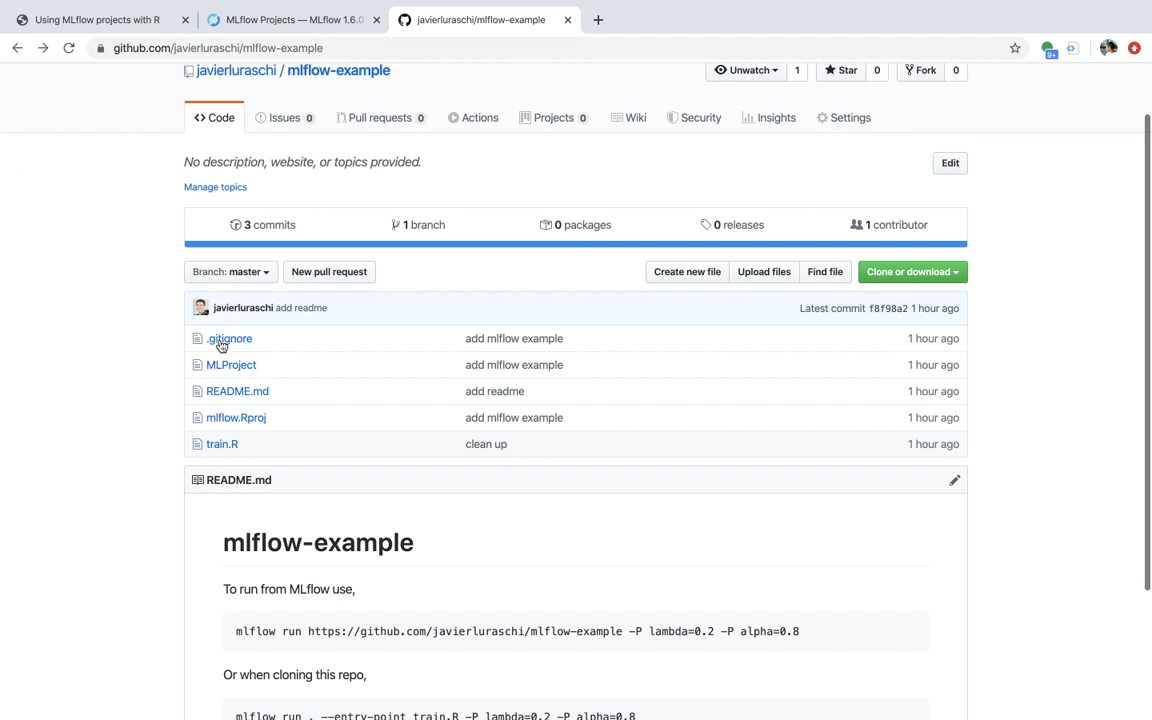 Using MLflow projects with R
MLflow Projects — MLflow 1.6.0
javierluraschi/mlflow-example
github.com/javierluraschi/mlflow-example
9+
javierluraschi / mlflow-example
Unwatch 1
Star 0
Fork 0
Code
Issues 0
Pull requests 0
Actions
Projects 0
Wiki
Security
Insights
Settings
No description, website, or topics provided.
Edit
Manage topics
3 commits
1 branch
0 packages
0 releases
1 contributor
Branch: master
New pull request
Create new file
Upload files
Find file
Clone or download
javierluraschi add readme
Latest commit f8f98a2 1 hour ago
.gitignore add mlflow example 1 hour ago
MLProject add mlflow example 1 hour ago
README.md add readme 1 hour ago
mlflow.Rproj add mlflow example 1 hour ago
train.R clean up 1 hour ago
README.md
mlflow-example
To run from MLflow use,
mlflow run https://github.com/javierluraschi/mlflow-example -P lambda=0.2 -P alpha=0.8
Or when cloning this repo,
mlflow run . --entry-point train.R -P lambda=0.2 -P alpha=0.8